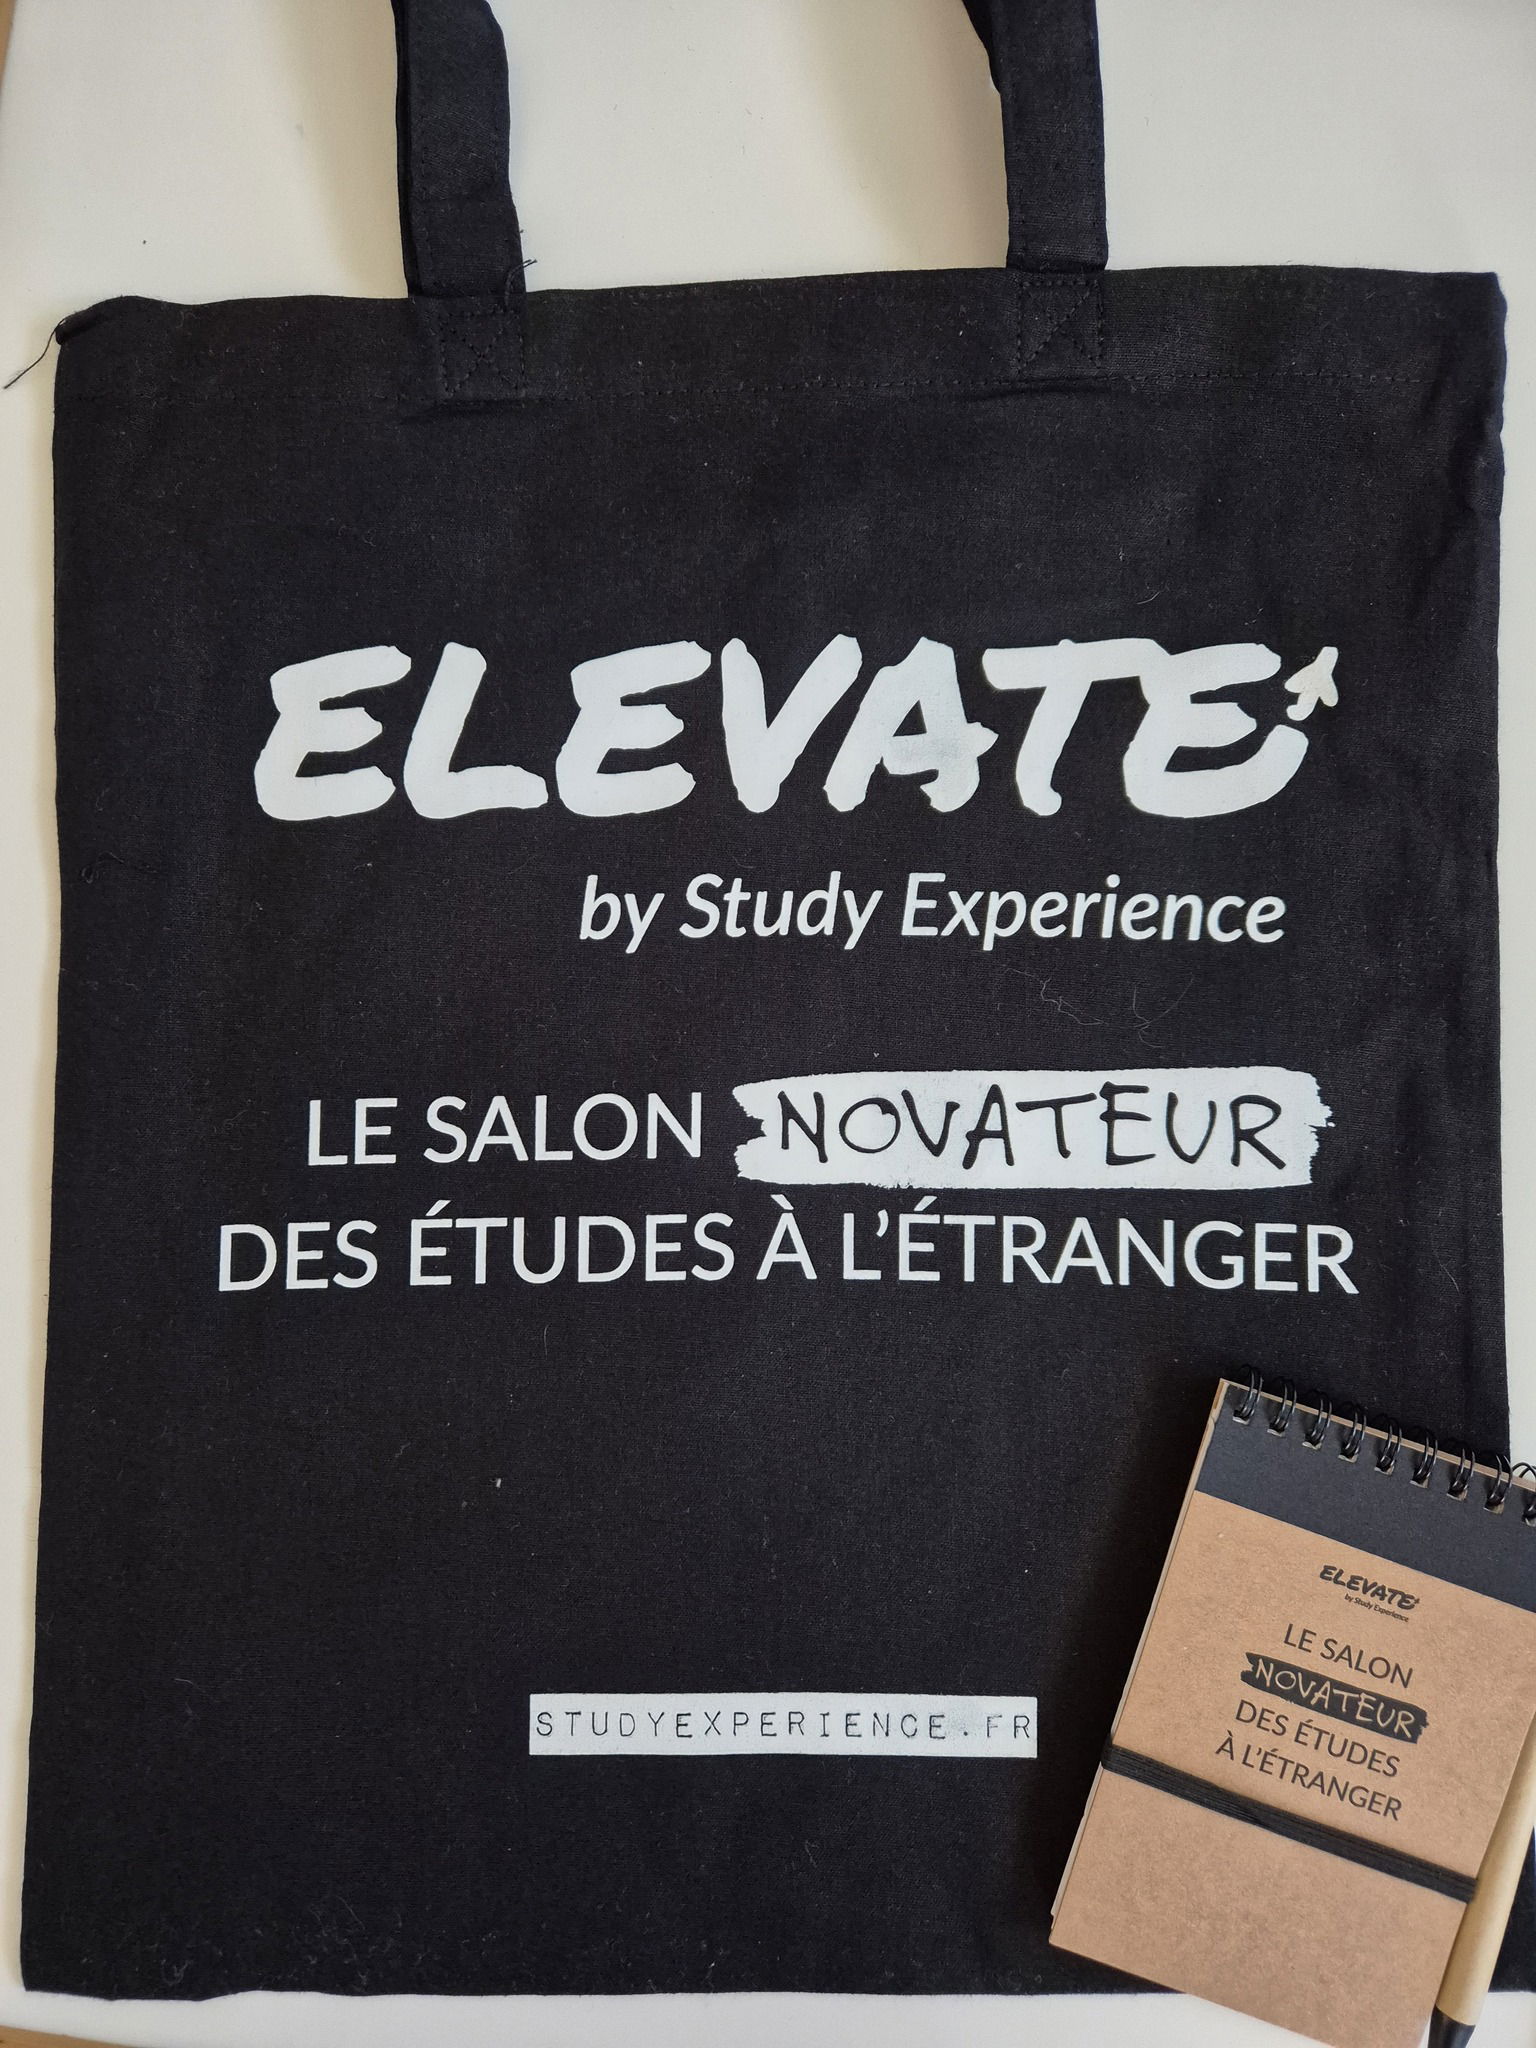 ELEVATE
by Study Experience
LE SALON NOVATEUR
DES ÉTUDES À L'ÉTRANGER
STUDYEXPERIENCE.FR
ELEVATE
by Study Experience
LE SALON
NOVATEUR
DES ÉTUDES
À L'ÉTRANGER